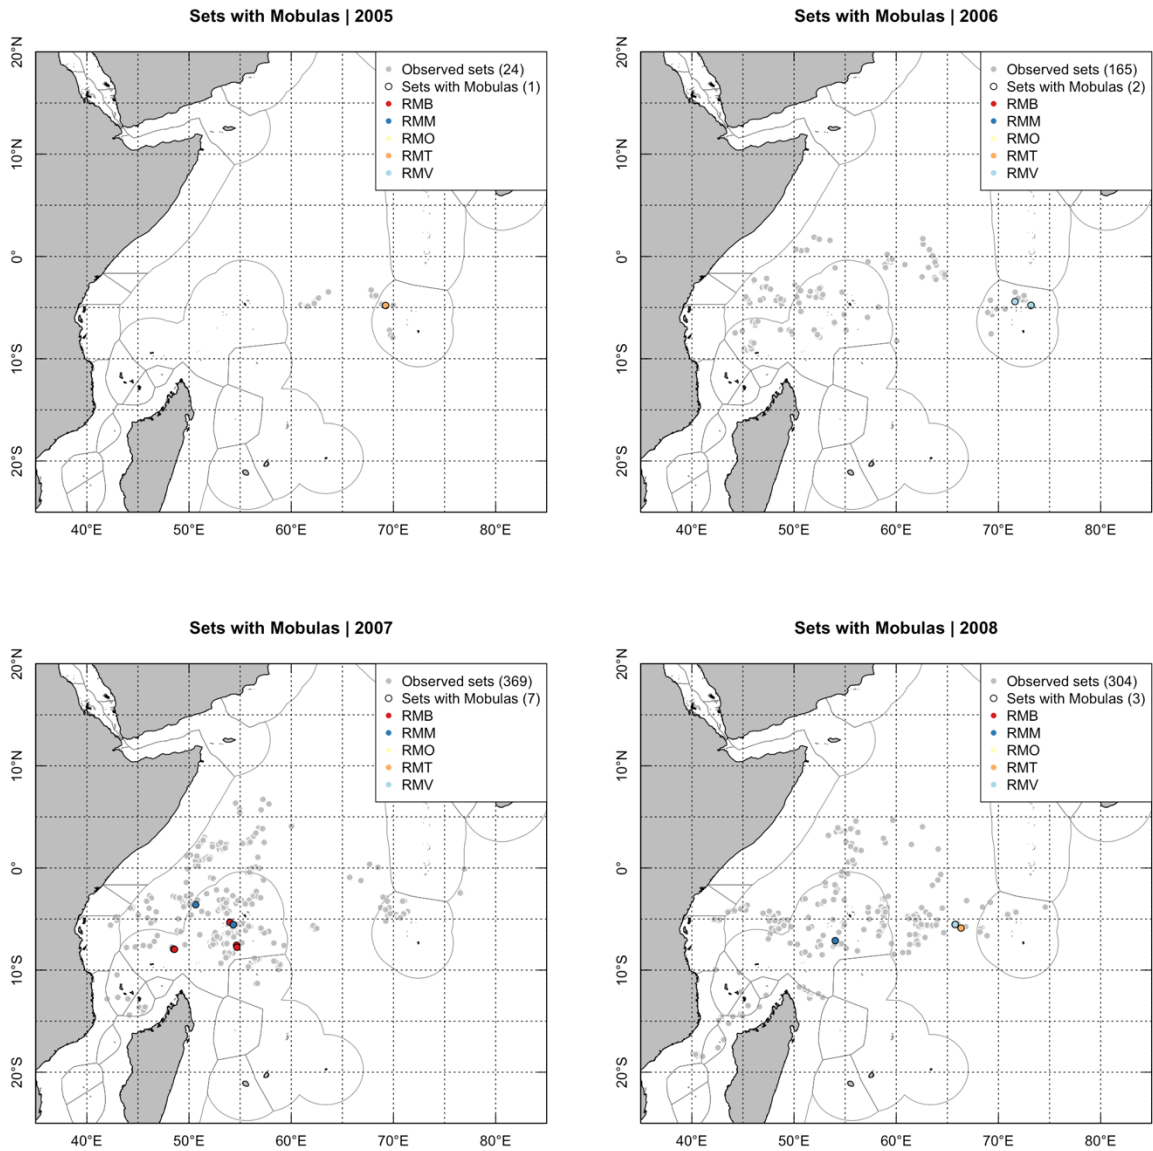 Sets with Mobulas | 2005
20°N
10°N
0°
10°S
20°S
Observed sets (24)
Sets with Mobulas (1)
RMB
RMM
RMO
RMT
RMV
40°E 50°E 60°E 70°E 80°E
Sets with Mobulas | 2006
20°N
10°N
0°
10°S
20°S
Observed sets (165)
Sets with Mobulas (2)
RMB
RMM
RMO
RMT
RMV
40°E 50°E 60°E 70°E 80°E
Sets with Mobulas | 2007
20°N
10°N
0°
10°S
20°S
Observed sets (369)
Sets with Mobulas (7)
RMB
RMM
RMO
RMT
RMV
40°E 50°E 60°E 70°E 80°E
Sets with Mobulas | 2008
20°N
10°N
0°
10°S
20°S
Observed sets (304)
Sets with Mobulas (3)
RMB
RMM
RMO
RMT
RMV
40°E 50°E 60°E 70°E 80°E